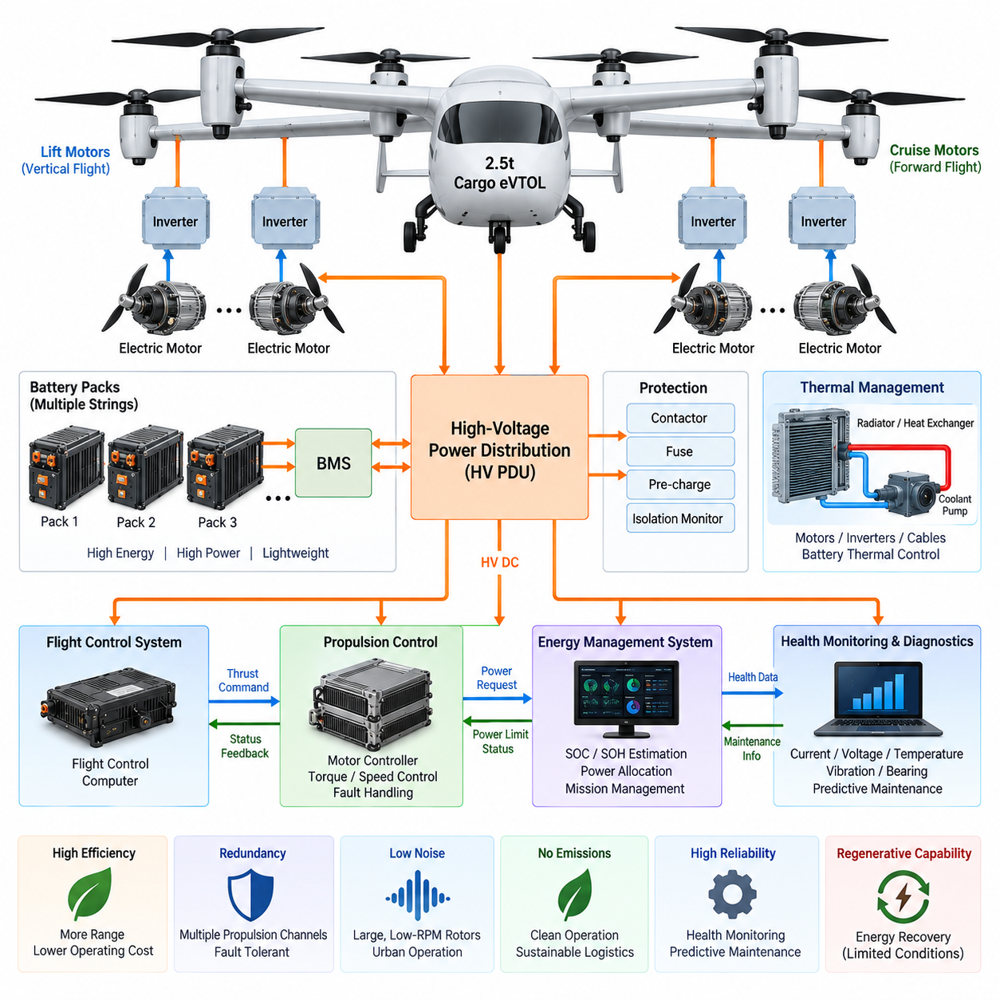 2.5t
Cargo eVTOL
Lift Motors
(Vertical Flight)
Cruise Motors
(Forward Flight)
Inverter
Inverter
Inverter
Inverter
Electric Motor
Electric Motor
Electric Motor
Electric Motor
Battery Packs
(Multiple Strings)
Pack 1
Pack 2
Pack 3
BMS
High Energy | High Power | Lightweight
High-Voltage
Power Distribution
(HV PDU)
HV DC
Protection
Contactor
Fuse
Pre-charge
Isolation Monitor
Thermal Management
Radiator / Heat Exchanger
Coolant
Pump
Motors / Inverters / Cables
Battery Thermal Control
Flight Control System
Flight Control
Computer
Thrust
Command
Status
Feedback
Propulsion Control
Motor Controller
Torque / Speed Control
Fault Handling
Power
Request
Power Limit
Status
Energy Management System
SOC / SOH Estimation
Power Allocation
Mission Management
Health Data
Maintenance
Info
Health Monitoring & Diagnostics
Current / Voltage / Temperature
Vibration / Bearing
Predictive Maintenance
High Efficiency
More Range
Lower Operating Cost
Redundancy
Multiple Propulsion Channels
Fault Tolerant
Low Noise
Large, Low-RPM Rotors
Urban Operation
No Emissions
Clean Operation
Sustainable Logistics
High Reliability
Health Monitoring
Predictive Maintenance
Regenerative Capability
Energy Recovery
(Limited Conditions)